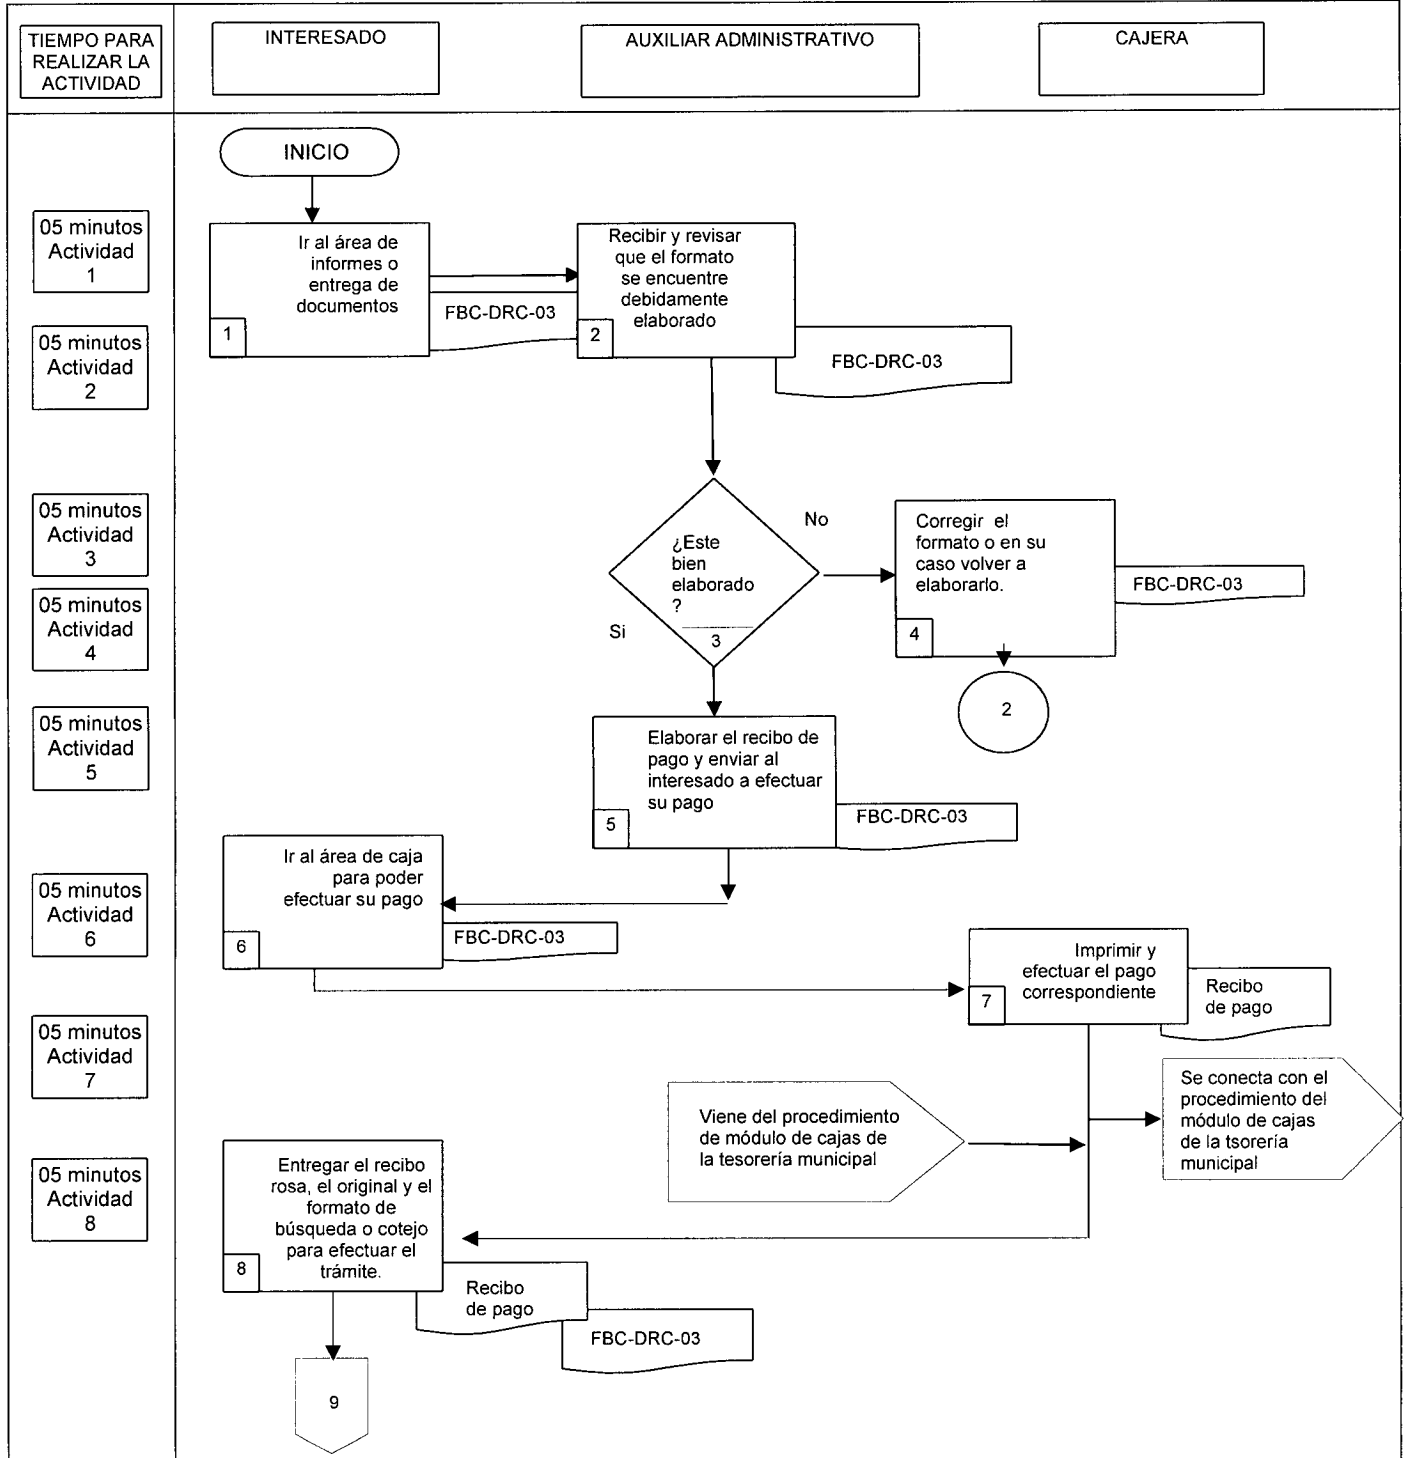 TIEMPO PARA
REALIZAR LA
ACTIVIDAD
INTERESADO
AUXILIAR ADMINISTRATIVO
CAJERA
INICIO
05 minutos
Actividad
1
Ir al área de
informes o
entrega de
documentos
1
FBC-DRC-03
Recibir y revisar
que el formato
se encuentre
debidamente
elaborado
2
FBC-DRC-03
05 minutos
Actividad
2
05 minutos
Actividad
3
¿Este
bien
elaborado
?
3
No
Si
Corregir el
formato o en su
caso volver a
elaborarlo.
4
FBC-DRC-03
2
05 minutos
Actividad
4
05 minutos
Actividad
5
Elaborar el recibo de
pago y enviar al
interesado a efectuar
su pago
5
FBC-DRC-03
05 minutos
Actividad
6
Ir al área de caja
para poder
efectuar su pago
6
FBC-DRC-03
Imprimir y
efectuar el pago
correspondiente
7
Recibo
de pago
05 minutos
Actividad
7
Viene del procedimiento
de módulo de cajas de
la tesorería municipal
Se conecta con el
procedimiento del
módulo de cajas
de la tsorería
municipal
05 minutos
Actividad
8
Entregar el recibo
rosa, el original y el
formato de
búsqueda o cotejo
para efectuar el
trámite.
8
Recibo
de pago
FBC-DRC-03
9